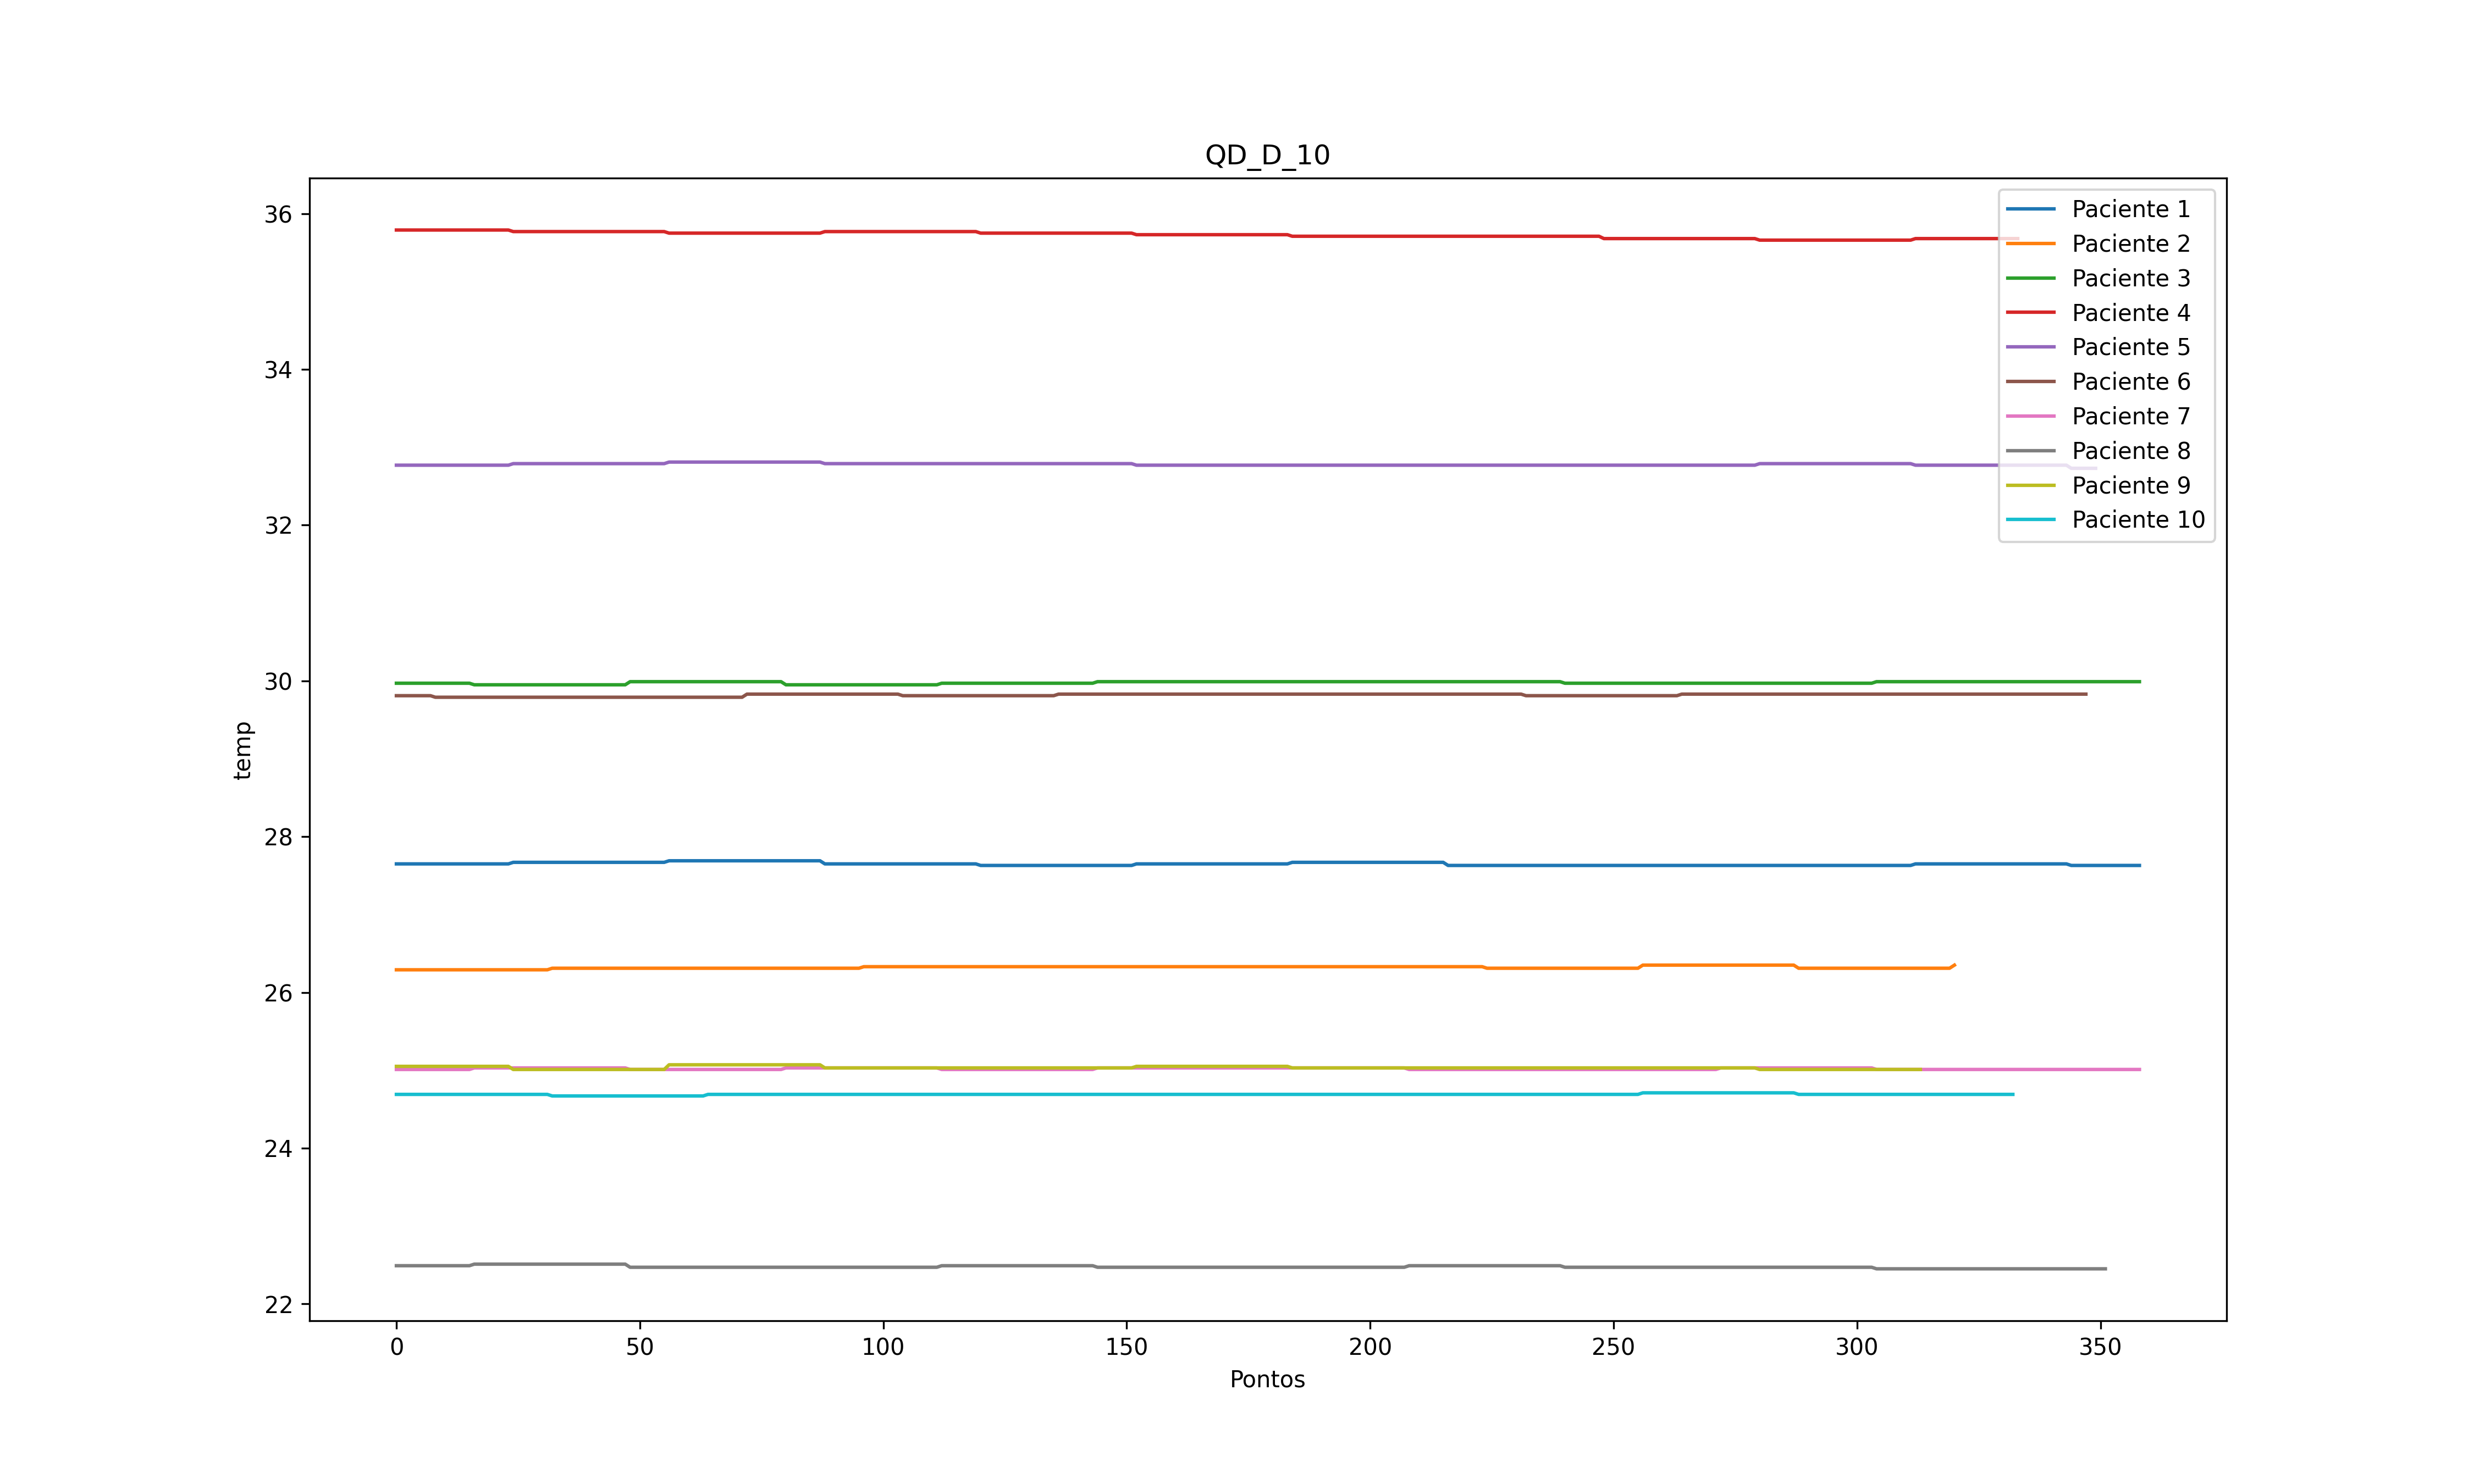 QD_D_10
36
34
32
30
28
26
24
22
temp
0 50 100 150 200 250 300 350
Pontos
Paciente 1
Paciente 2
Paciente 3
Paciente 4
Paciente 5
Paciente 6
Paciente 7
Paciente 8
Paciente 9
Paciente 10